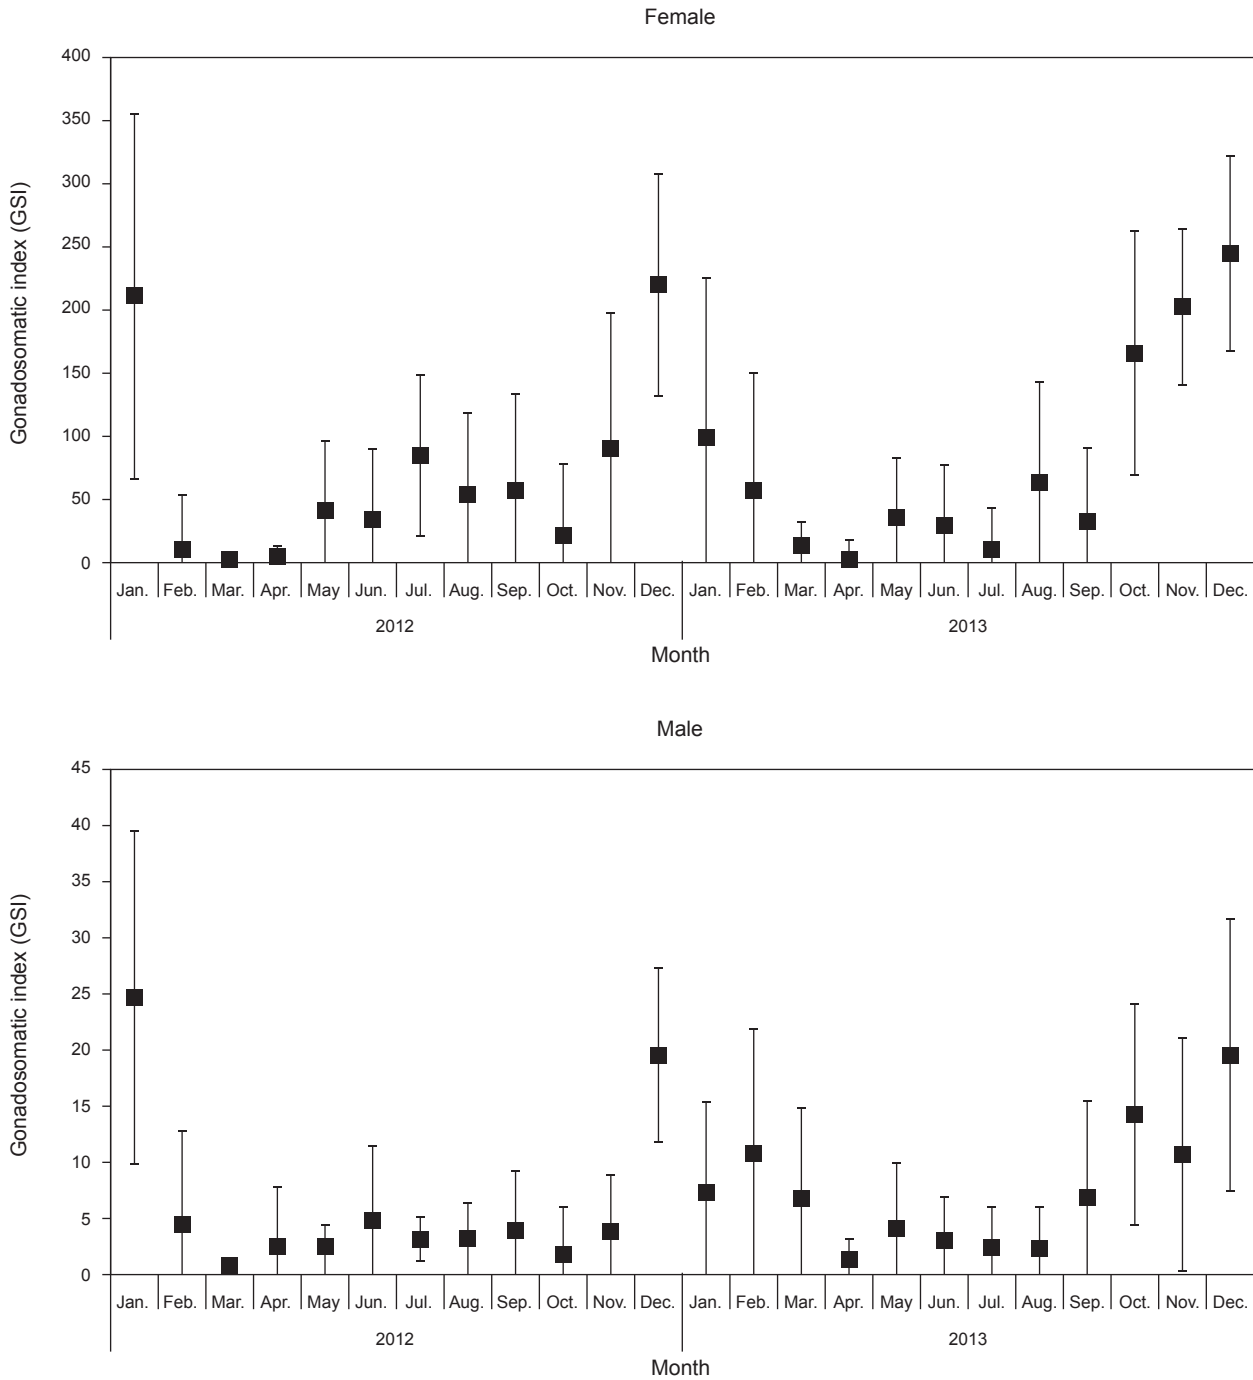 Female
Gonadosomatic index (GSI)
400
350
300
250
200
150
100
50
0
Jan. Feb. Mar. Apr. May Jun. Jul. Aug. Sep. Oct. Nov. Dec. Jan. Feb. Mar. Apr. May Jun. Jul. Aug. Sep. Oct. Nov. Dec.
2012 2013
Month
Male
Gonadosomatic index (GSI)
45
40
35
30
25
20
15
10
5
0
Jan. Feb. Mar. Apr. May Jun. Jul. Aug. Sep. Oct. Nov. Dec. Jan. Feb. Mar. Apr. May Jun. Jul. Aug. Sep. Oct. Nov. Dec.
2012 2013
Month